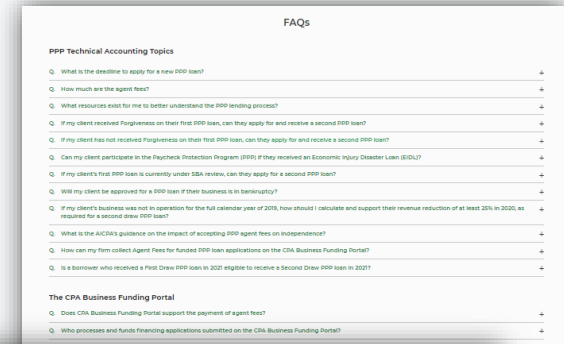 FAQs
PPP Technical Accounting Topics
Q. What is the deadline to apply for a new PPP loan? +
Q. How much are the agent fees? +
Q. What resources exist for me to better understand the PPP lending process? +
Q. If my client received Forgiveness on their first PPP loan, can they apply for and receive a second PPP loan? +
Q. If my client has not received Forgiveness on their first PPP loan, can they apply for and receive a second PPP loan? +
Q. Can my client participate in the Paycheck Protection Program (PPP) if they received an Economic Injury Disaster Loan (EIDL)? +
Q. If my client's first PPP loan is currently under SBA review, can they apply for a second PPP loan? +
Q. Will my client be approved for a PPP loan if their business is in bankruptcy? +
Q. If my client's business was not in operation for the full calendar year of 2019, how should I calculate and support their revenue reduction of at least 25% in 2020, as +
required for a second draw PPP loan?
Q. What is the AICPA's guidance on the impact of accepting PPP agent fees on independence? +
Q. How can my firm collect Agent Fees for funded PPP loan applications on the CPA Business Funding Portal? +
Q. Is a borrower who received a First Draw PPP loan in 2021 eligible to receive a Second Draw PPP loan in 2021? +
The CPA Business Funding Portal
Q. Does CPA Business Funding Portal support the payment of agent fees? +
Q. Who processes and funds financing applications submitted on the CPA Business Funding Portal? +